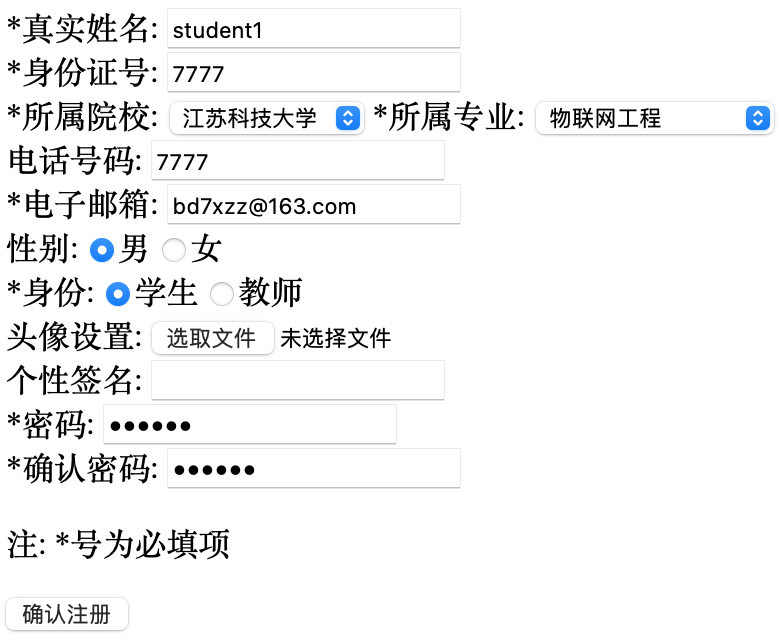 *真实姓名: student1
*身份证号: 7777
*所属院校: 江苏科技大学 *所属专业: 物联网工程
电话号码: 7777
*电子邮箱: bd7xzz@163.com
性别: 男 女
*身份: 学生 教师
头像设置: 选取文件 未选择文件
个性签名:
*密码: ••••••
*确认密码: ••••••
注: *号为必填项
确认注册